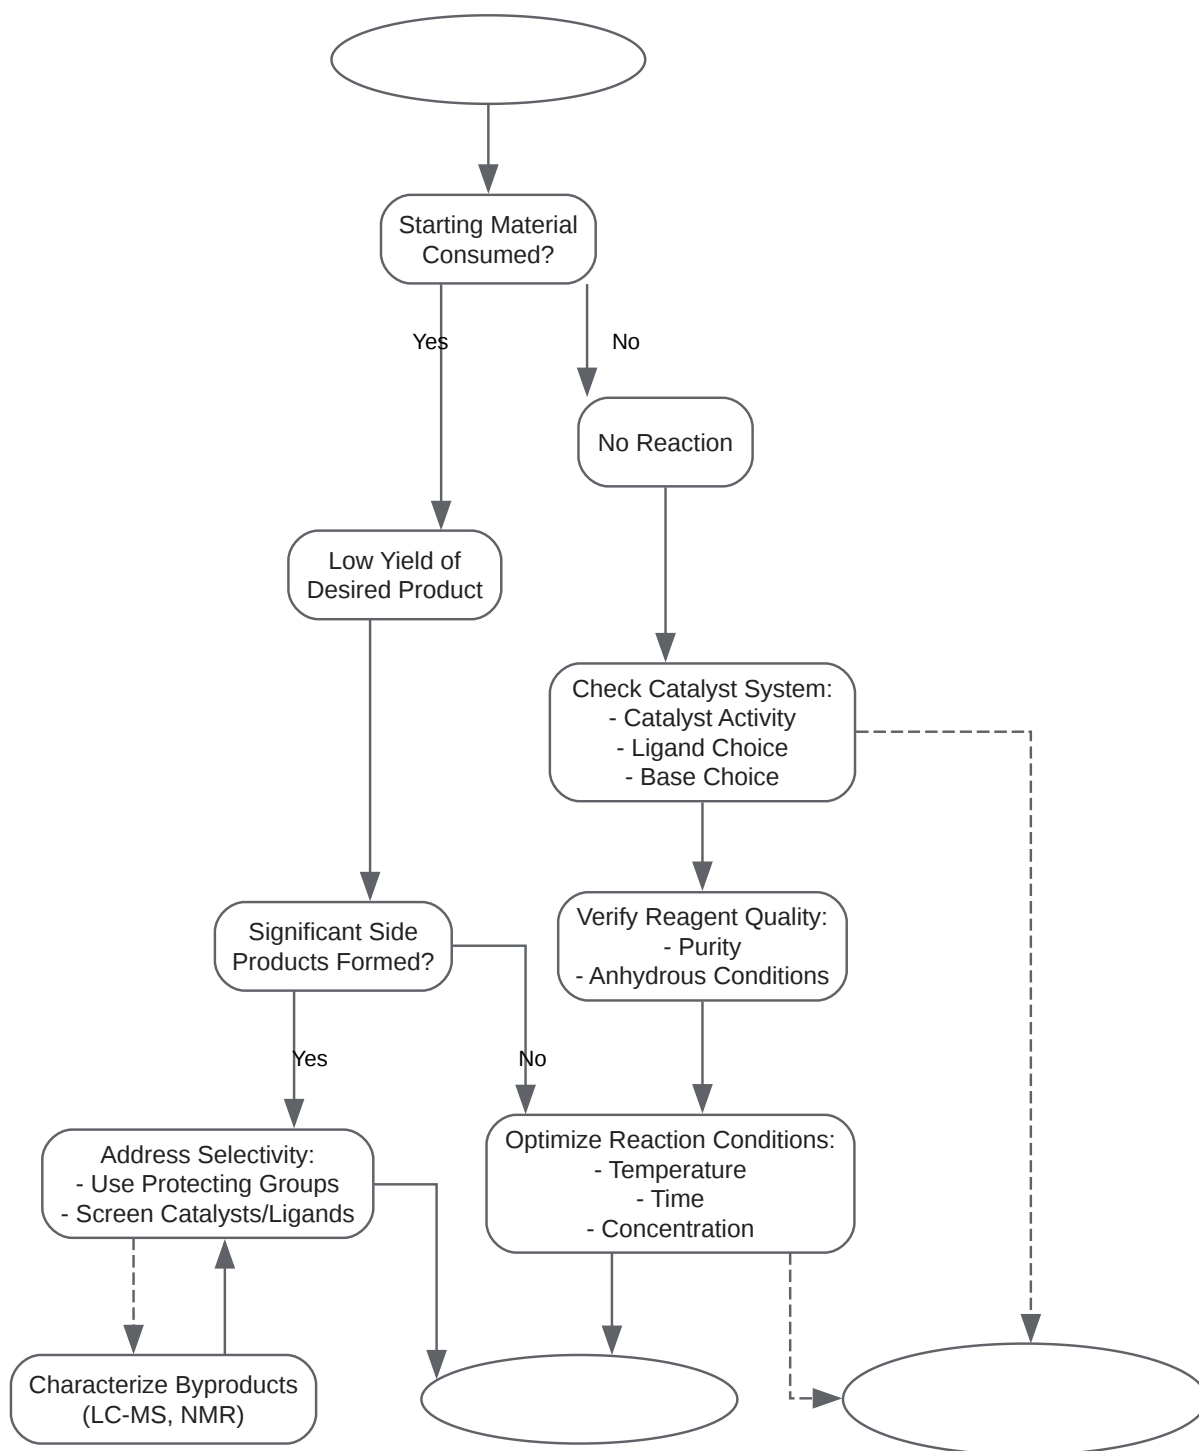 Starting Material
Consumed?
Yes
No
No Reaction
Low Yield of
Desired Product
Check Catalyst System:
- Catalyst Activity
- Ligand Choice
- Base Choice
Verify Reagent Quality:
- Purity
- Anhydrous Conditions
Significant Side
Products Formed?
Yes
No
Address Selectivity:
- Use Protecting Groups
- Screen Catalysts/Ligands
Optimize Reaction Conditions:
- Temperature
- Time
- Concentration
Characterize Byproducts
(LC-MS, NMR)